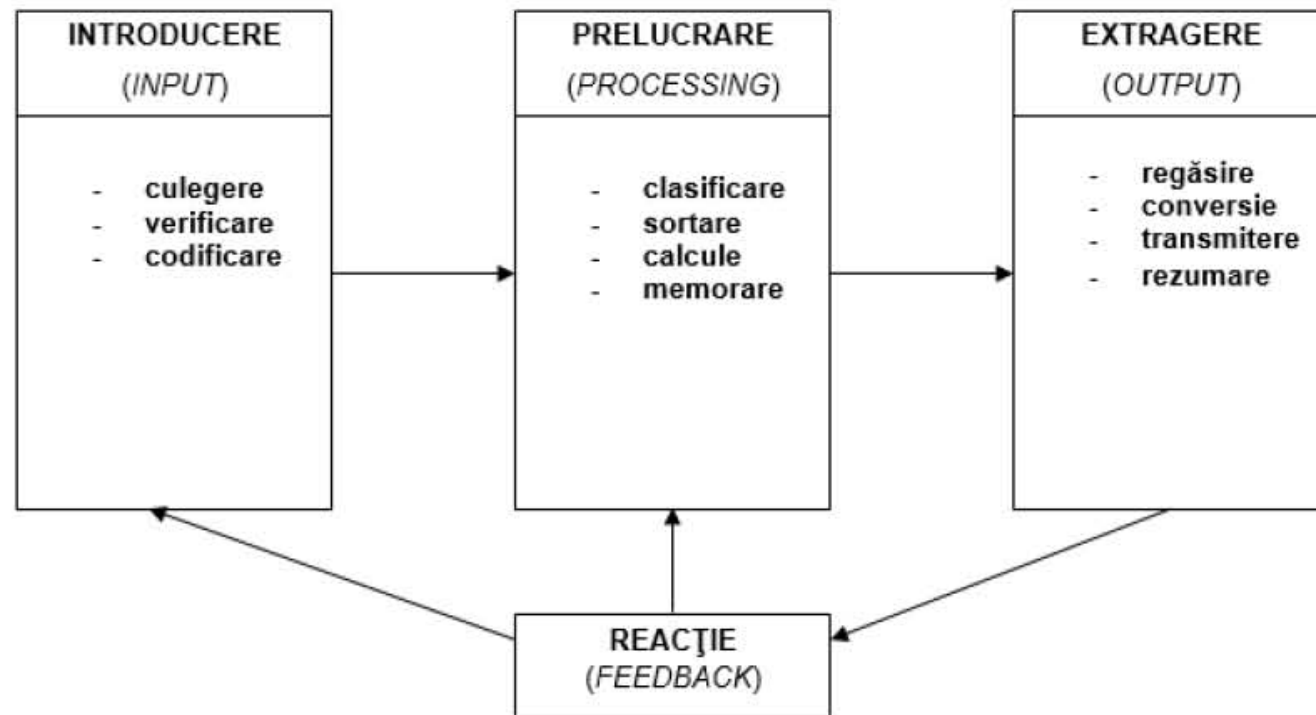 INTRODUCERE
(INPUT)
- culegere
- verificare
- codificare
PRELUCRARE
(PROCESSING)
- clasificare
- sortare
- calcule
- memorare
EXTRAGERE
(OUTPUT)
- regăsire
- conversie
- transmitere
- rezumare
REACŢIE
(FEEDBACK)